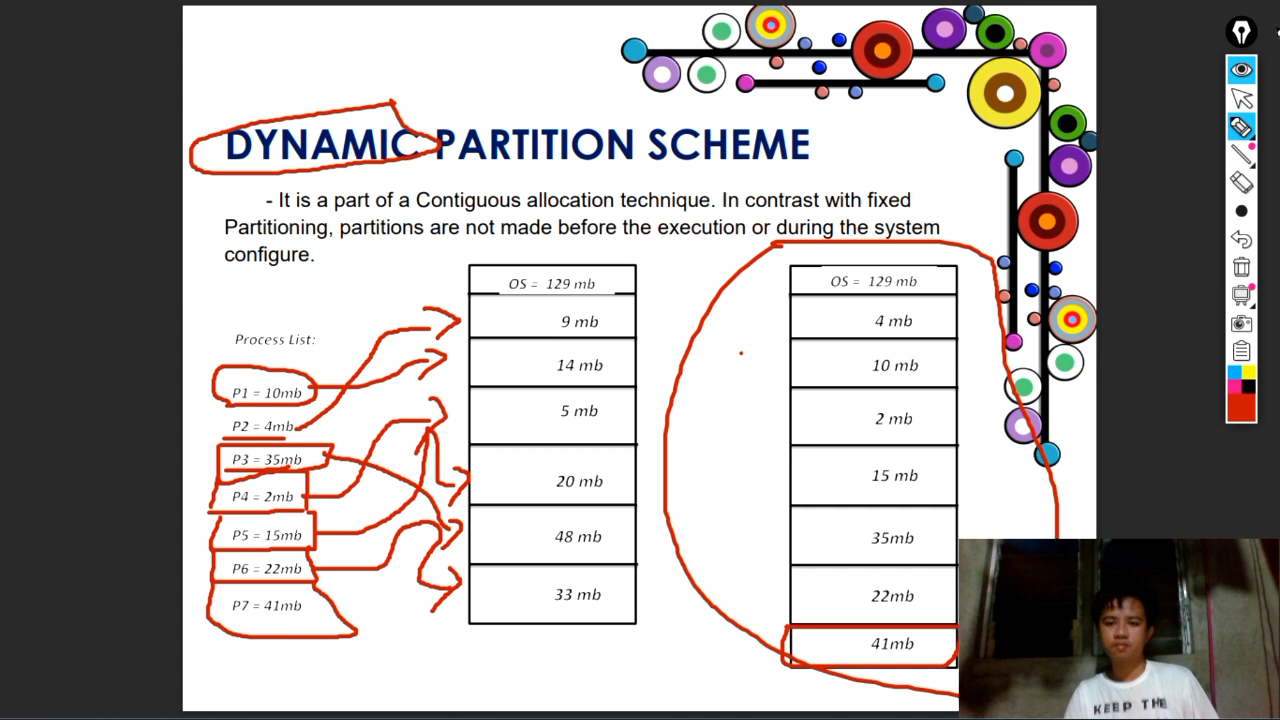 DYNAMIC PARTITION SCHEME
- It is a part of a Contiguous allocation technique. In contrast with fixed
Partitioning, partitions are not made before the execution or during the system
configure.
Process List:
P1 = 10mb
P2 = 4mb
P3 = 35mb
P4 = 2mb
P5 = 15mb
P6 = 22mb
P7 = 41mb
OS = 129 mb
9 mb
14 mb
5 mb
20 mb
48 mb
33 mb
OS = 129 mb
4 mb
10 mb
2 mb
15 mb
35mb
22mb
41mb
KEEP THE